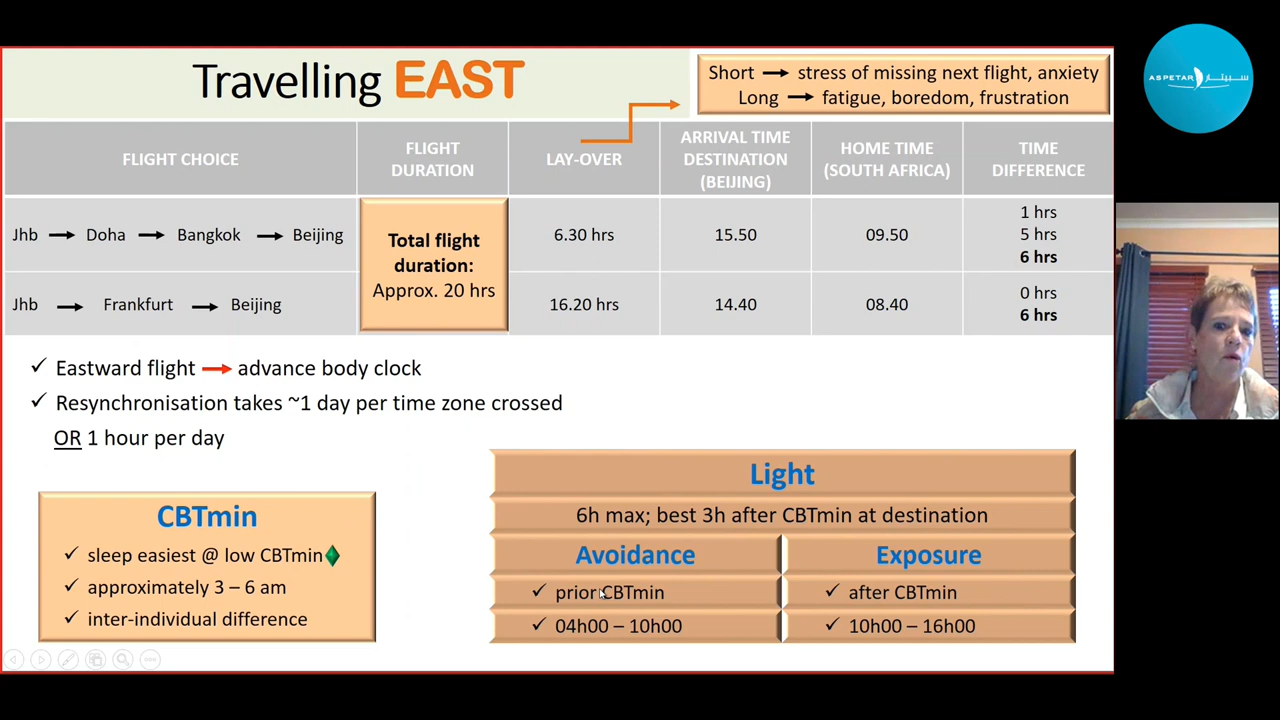 Travelling EAST
Short → stress of missing next flight, anxiety
Long → fatigue, boredom, frustration
ASPETAR سبيتار
FLIGHT CHOICE
FLIGHT DURATION
LAY-OVER
ARRIVAL TIME DESTINATION (BEIJING)
HOME TIME (SOUTH AFRICA)
TIME DIFFERENCE
Jhb → Doha → Bangkok → Beijing
Total flight duration:
Approx. 20 hrs
6.30 hrs
15.50
09.50
1 hrs
5 hrs
6 hrs
Jhb → Frankfurt → Beijing
16.20 hrs
14.40
08.40
0 hrs
6 hrs
✓ Eastward flight → advance body clock
✓ Resynchronisation takes ~1 day per time zone crossed
OR 1 hour per day
CBTmin
✓ sleep easiest @ low CBTmin
✓ approximately 3 – 6 am
✓ inter-individual difference
Light
6h max; best 3h after CBTmin at destination
Avoidance
Exposure
✓ prior CBTmin
✓ after CBTmin
✓ 04h00 – 10h00
✓ 10h00 – 16h00